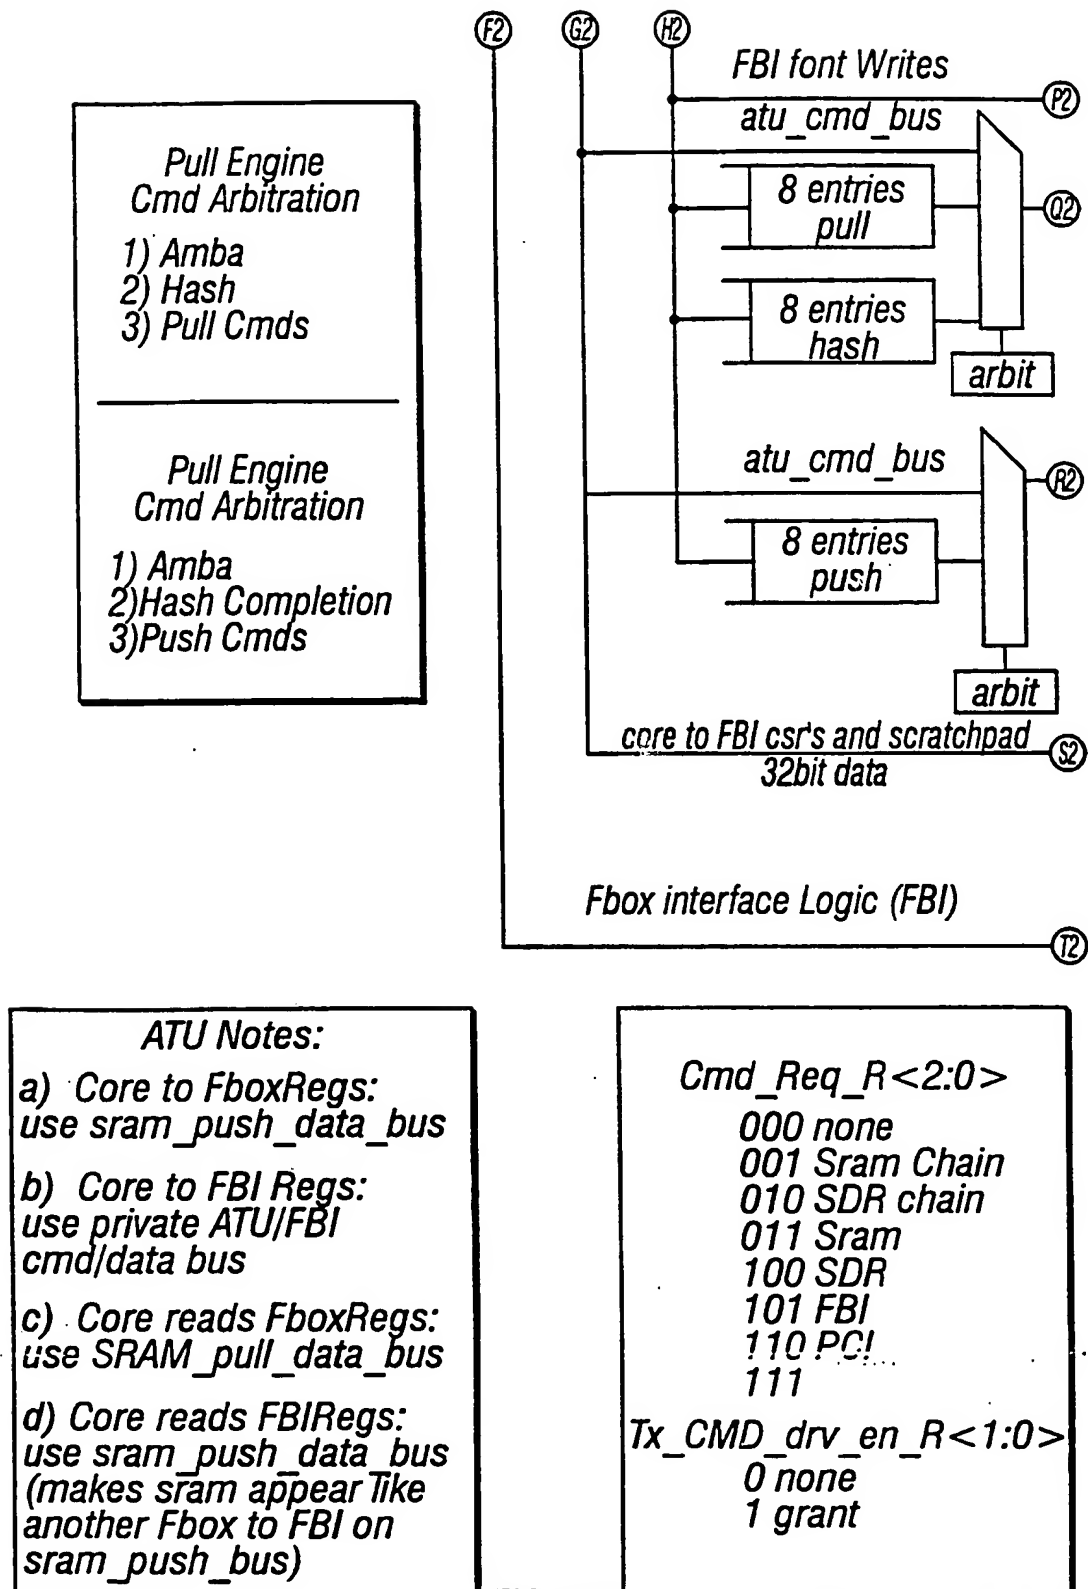 F2 G2 H2
FBI font Writes
P2
atu_cmd_bus
8 entries
pull
Q2
8 entries
hash
arbit
Pull Engine
Cmd Arbitration
1) Amba
2) Hash
3) Pull Cmds
Pull Engine
Cmd Arbitration
1) Amba
2)Hash Completion
3)Push Cmds
atu_cmd_bus
R2
8 entries
push
arbit
core to FBI csr's and scratchpad
S2
32bit data
Fbox interface Logic (FBI)
T2
ATU Notes:
a) Core to FboxRegs:
use sram_push_data_bus
b) Core to FBI Regs:
use private ATU/FBI
cmd/data bus
c) Core reads FboxRegs:
use SRAM_pull_data_bus
d) Core reads FBIRegs:
use sram_push_data_bus
(makes sram appear like
another Fbox to FBI on
sram_push_bus)
Cmd_Req_R<2:0>
000 none
001 Sram Chain
010 SDR chain
011 Sram
100 SDR
101 FBI
110 PCI
111
Tx_CMD_drv_en_R<1:0>
0 none
1 grant